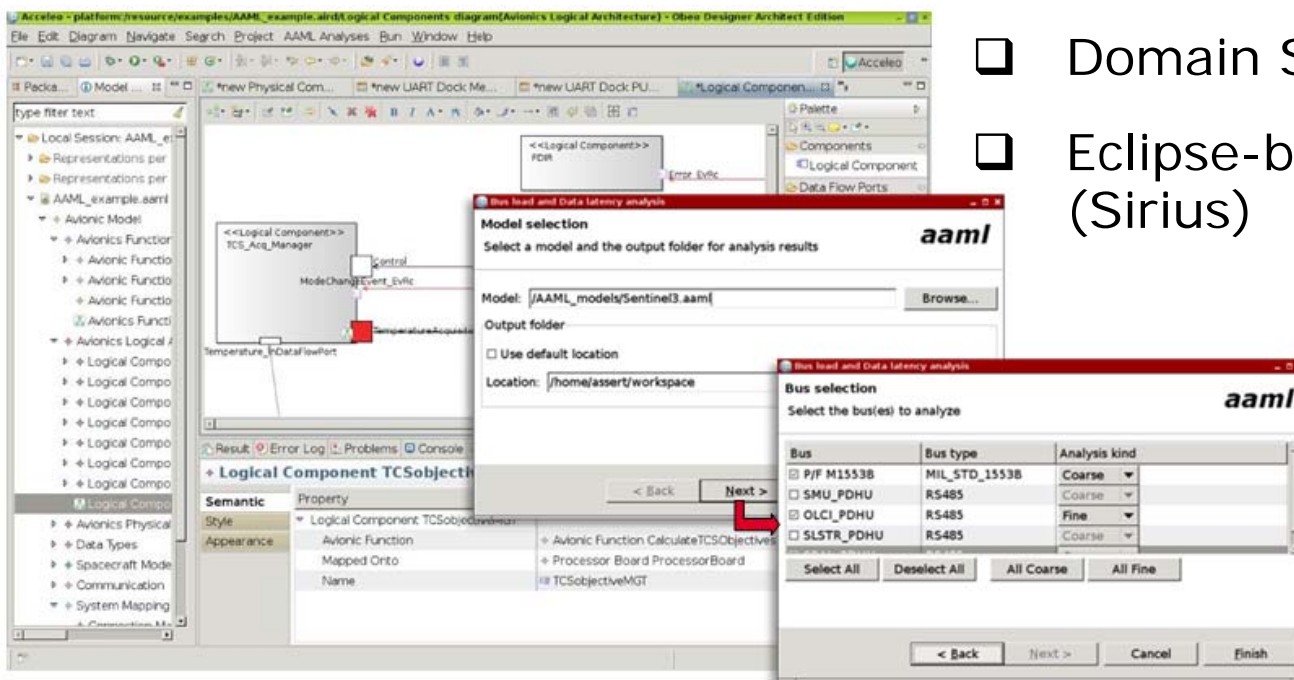 Acceleo - platform:/resource/examples/AAML_example.aird/Logical Components diagram(Avionics Logical Architecture) - Obeo Designer Architect Edition
File Edit Diagram Navigate Search Project AAML Analyses Run Window Help
Acceleo
Packa... Model ...
*new Physical Com... *new UART Dock Me... *new UART Dock PU... *Logical Componen...
type filter text
Local Session: AAML_e
Representations per
Representations per
AAML_example.aaml
Avionic Model
Avionics Function
Avionic Functio
Avionic Functio
Avionic Functio
Avionics Functi
Avionics Logical A
Logical Compo
Logical Compo
Logical Compo
Logical Compo
Logical Compo
Logical Compo
Logical Compo
Avionics Physical
Data Types
Spacecraft Mode
Communication
System Mapping
Connection Ma
<<Logical Component>>
FDIR
Error_EvRc
<<Logical Component>>
TCS_Acq_Manager
Control
ModeChangeEvent_EvRc
TemperatureAcquisito
Temperature_InDataFlowPort
Palette
Components
Logical Component
Data Flow Ports
Result Error Log Problems Console
Logical Component TCSobjecti
Semantic
Style
Appearance
Property
Logical Component TCSobjectiveMGT
Avionic Function Avionic Function CalculateTCSObjectives
Mapped Onto Processor Board ProcessorBoard
Name TCSobjectiveMGT
Bus load and Data latency analysis
Model selection
Select a model and the output folder for analysis results
aaml
Model: /AAML_models/Sentinel3.aaml Browse...
Output folder
Use default location
Location: /home/assert/workspace
< Back Next >
Bus load and Data latency analysis
Bus selection
Select the bus(es) to analyze
aaml
Bus Bus type Analysis kind
P/F M1553B MIL_STD_1553B Coarse
SMU_PDHU RS485 Coarse
OLCI_PDHU RS485 Fine
SLSTR_PDHU RS485 Coarse
Select All Deselect All All Coarse All Fine
< Back Next > Cancel Finish
Domain S
Eclipse-b
(Sirius)